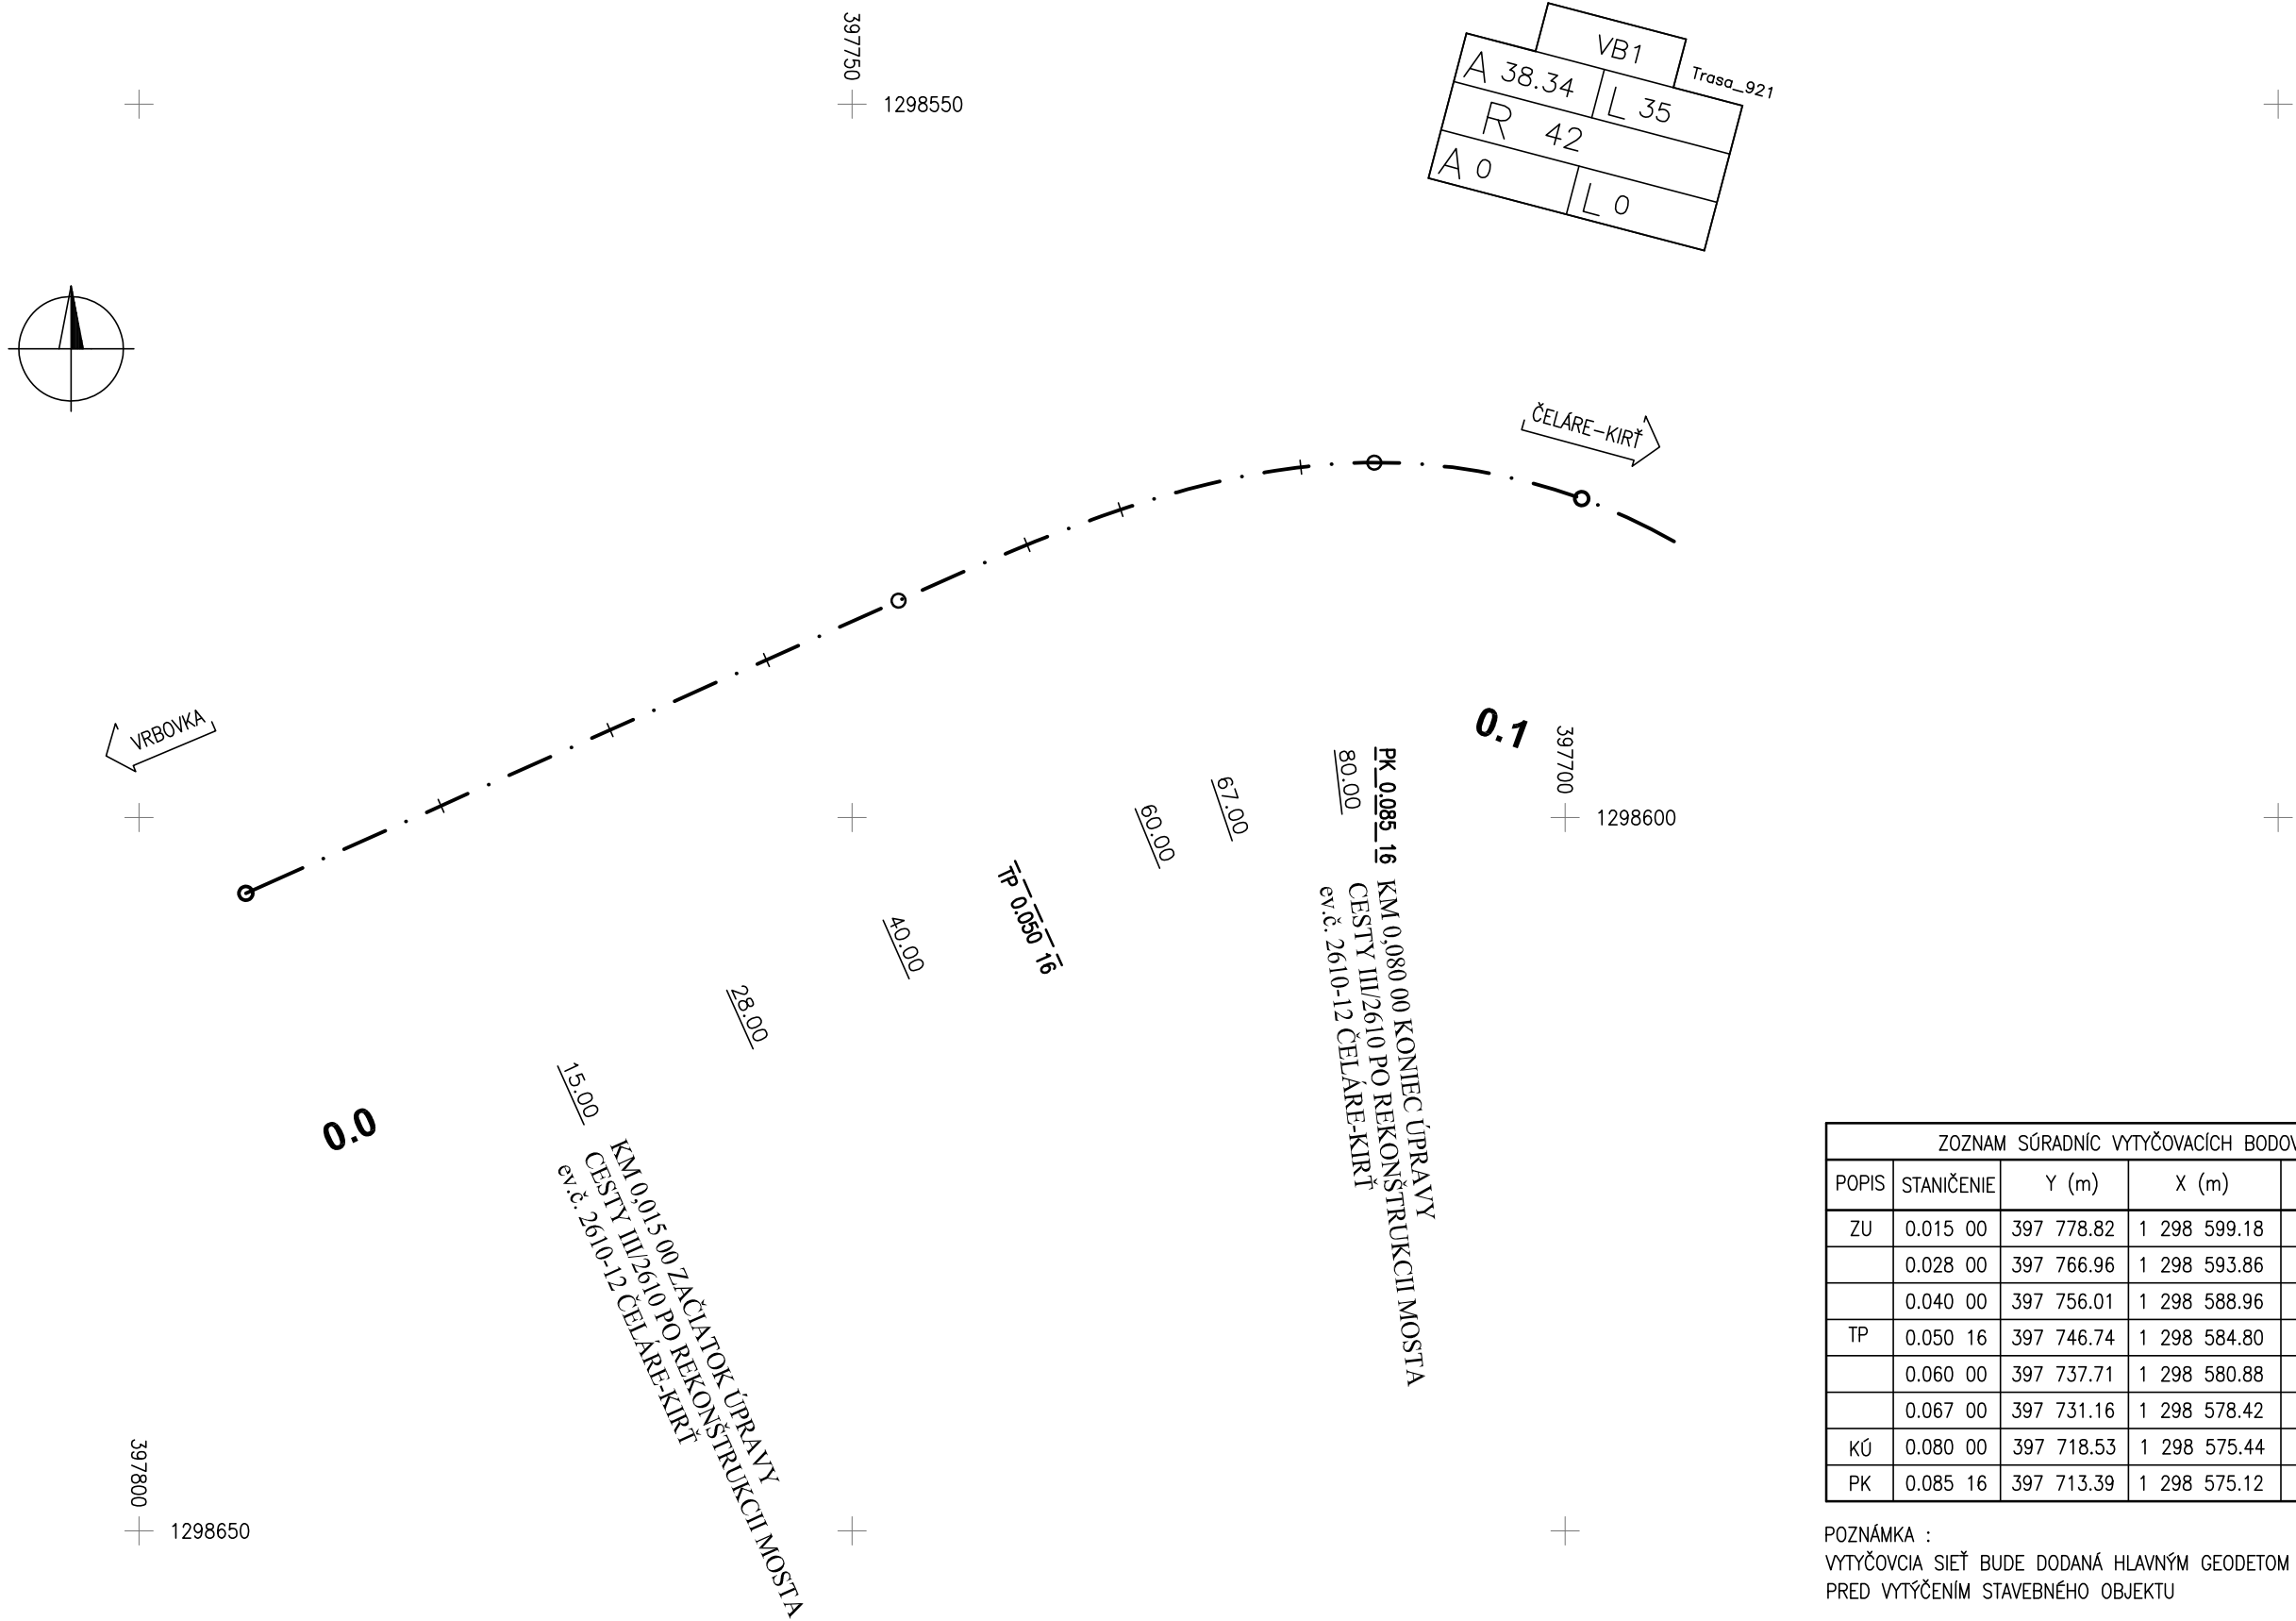 397750
1298550
VB1
Trasa_921
A 38.34 L 35
R 42
A 0 L 0
ČELÁRE-KIRŤ
VRBOVKA
0.1
397700
1298600
PK 0.085 16
80.00
67.00
60.00
TP 0.050 16
40.00
28.00
15.00
0.0
KM 0,080 00 KONIEC ÚPRAVY
CESTY III/2610 PO REKONŠTRUKCII MOSTA
ev.č. 2610-12 ČELÁRE-KIRŤ
KM 0,015 00 ZAČIATOK ÚPRAVY
CESTY III/2610 PO REKONŠTRUKCII MOSTA
ev.č. 2610-12 ČELÁRE-KIRŤ
397800
1298650
ZOZNAM SÚRADNÍC VYTYČOVACÍCH BODOV
POPIS STANIČENIE Y (m) X (m)
ZU 0.015 00 397 778.82 1 298 599.18
0.028 00 397 766.96 1 298 593.86
0.040 00 397 756.01 1 298 588.96
TP 0.050 16 397 746.74 1 298 584.80
0.060 00 397 737.71 1 298 580.88
0.067 00 397 731.16 1 298 578.42
KÚ 0.080 00 397 718.53 1 298 575.44
PK 0.085 16 397 713.39 1 298 575.12
POZNÁMKA :
VYTYČOVCIA SIEŤ BUDE DODANÁ HLAVNÝM GEODETOM
PRED VYTÝČENÍM STAVEBNÉHO OBJEKTU